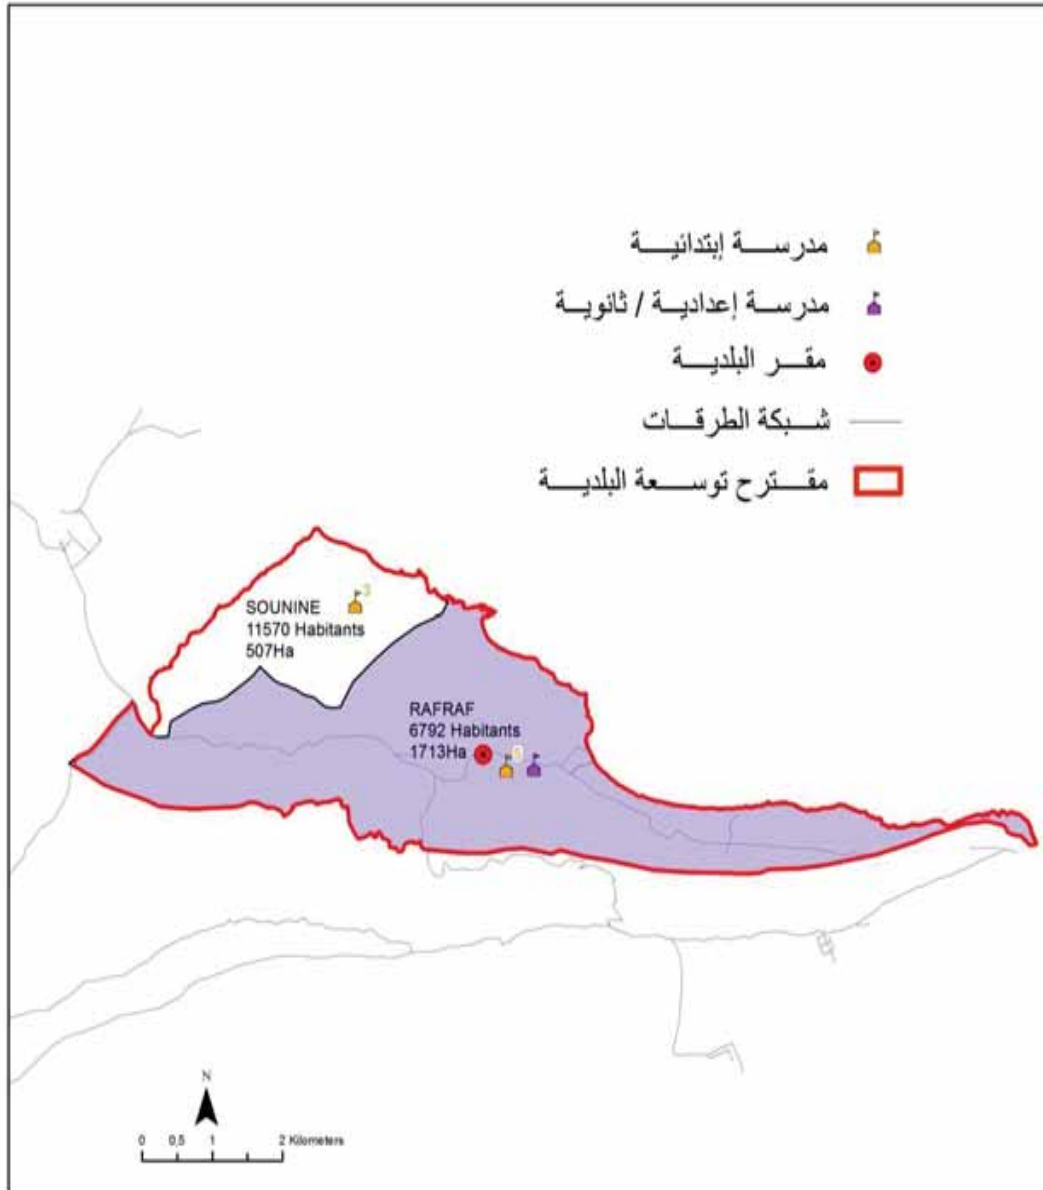 مدرسة إبتدائية
مدرسة إعدادية / ثانوية
مقر البلدية
شبكة الطرقات
مقترح توسعة البلدية
SOUNINE
11570 Habitants
507Ha
3
RAFRAF
6792 Habitants
1713Ha
N
0 0,5 1 2 Kilometers